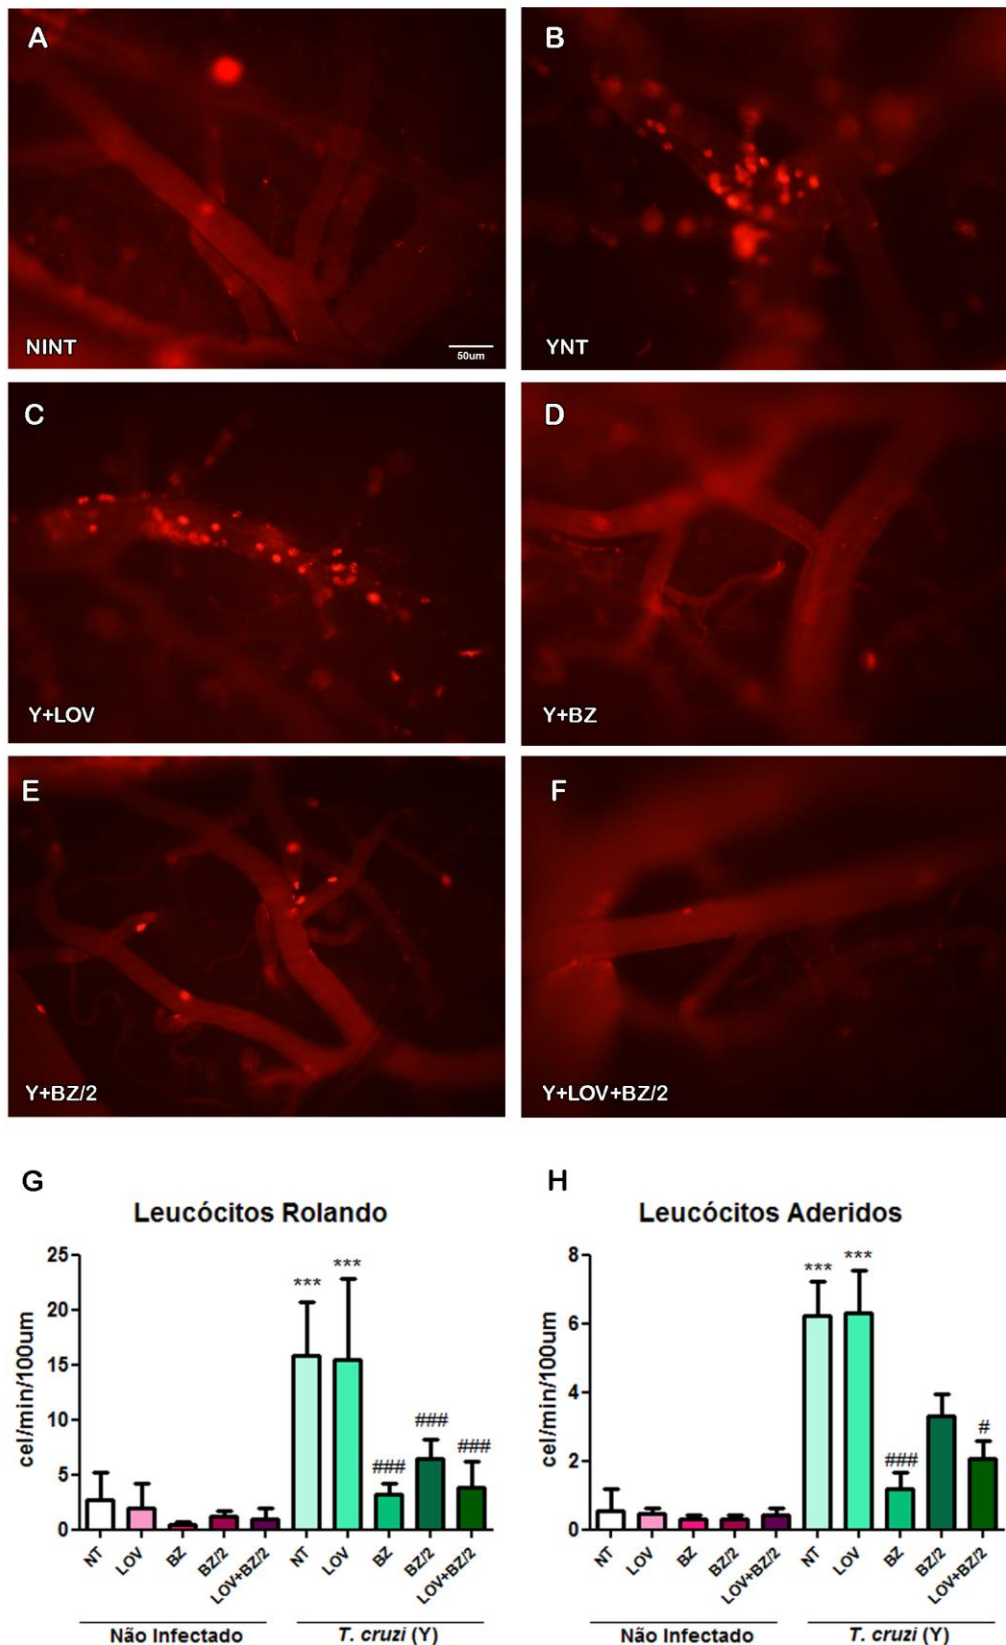 A
B
NINT
50um
YNT
C
D
Y+LOV
Y+BZ
E
F
Y+BZ/2
Y+LOV+BZ/2
G
Leucócitos Rolando
cel/min/100um
25
20
15
10
5
0
***
***
###
###
###
NT
LOV
BZ
BZ/2
LOV+BZ/2
NT
LOV
BZ
BZ/2
LOV+BZ/2
Não Infectado
T. cruzi (Y)
H
Leucócitos Aderidos
cel/min/100um
8
6
4
2
0
***
***
###
#
NT
LOV
BZ
BZ/2
LOV+BZ/2
NT
LOV
BZ
BZ/2
LOV+BZ/2
Não Infectado
T. cruzi (Y)